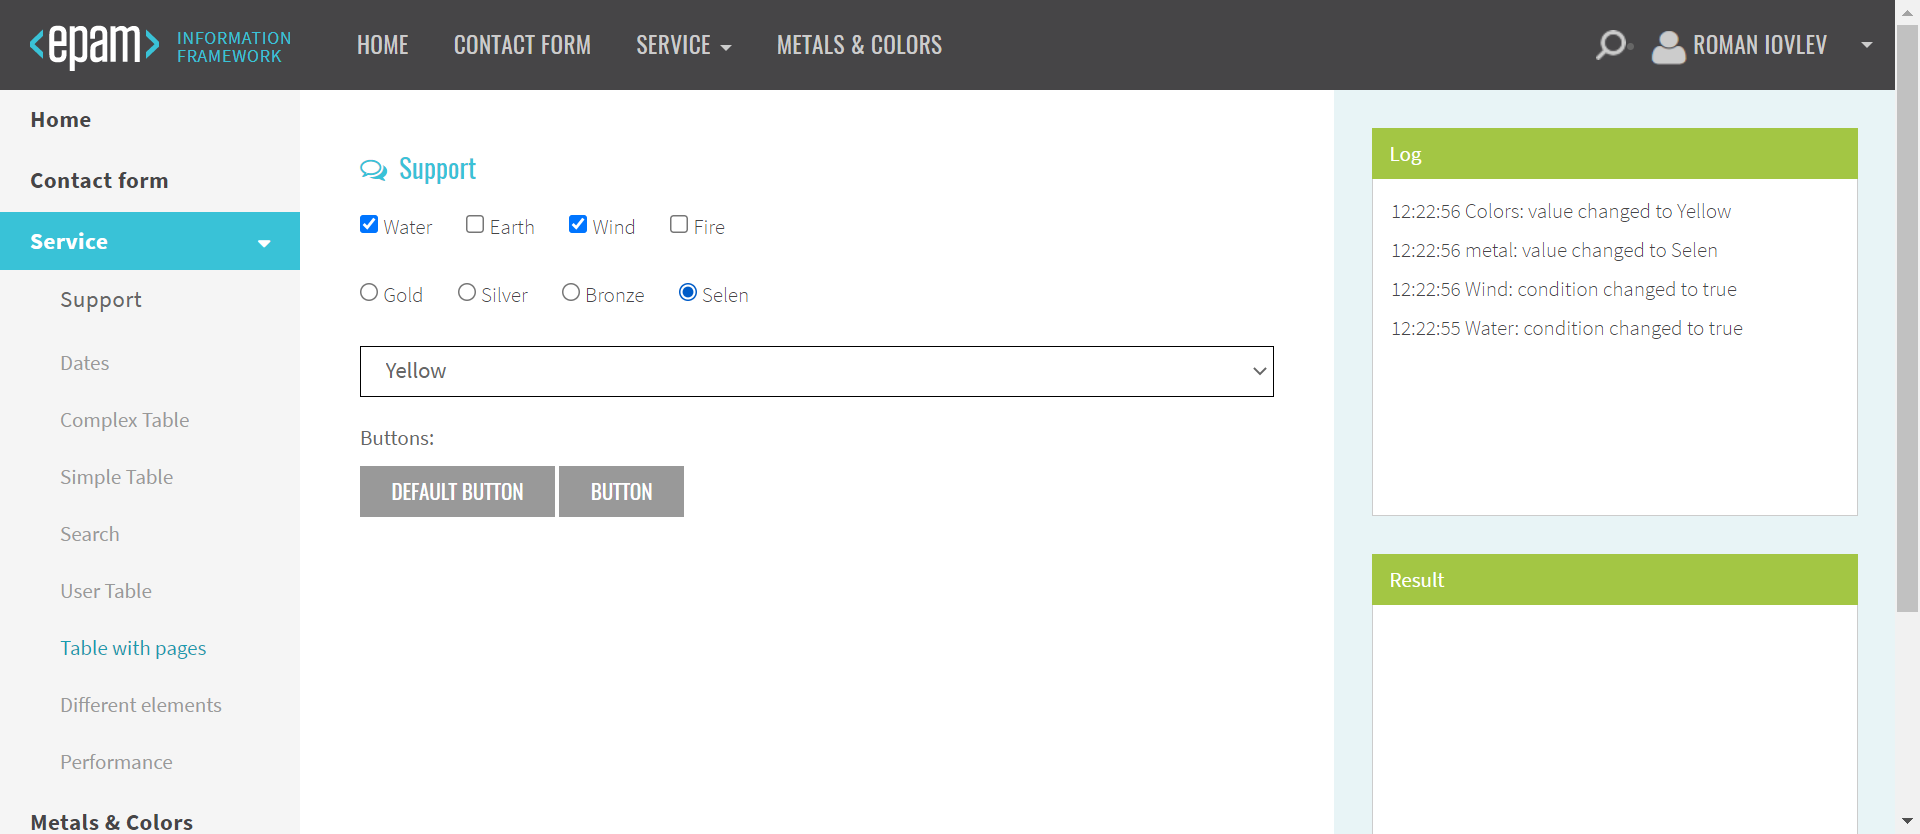 <epam> INFORMATION FRAMEWORK
HOME CONTACT FORM SERVICE METALS & COLORS ROMAN IOVLEV
Home
Contact form
Service
Support
Dates
Complex Table
Simple Table
Search
User Table
Table with pages
Different elements
Performance
Metals & Colors
Support
Water Earth Wind Fire
Gold Silver Bronze Selen
Yellow
Buttons:
DEFAULT BUTTON BUTTON
Log
12:22:56 Colors: value changed to Yellow
12:22:56 metal: value changed to Selen
12:22:56 Wind: condition changed to true
12:22:55 Water: condition changed to true
Result